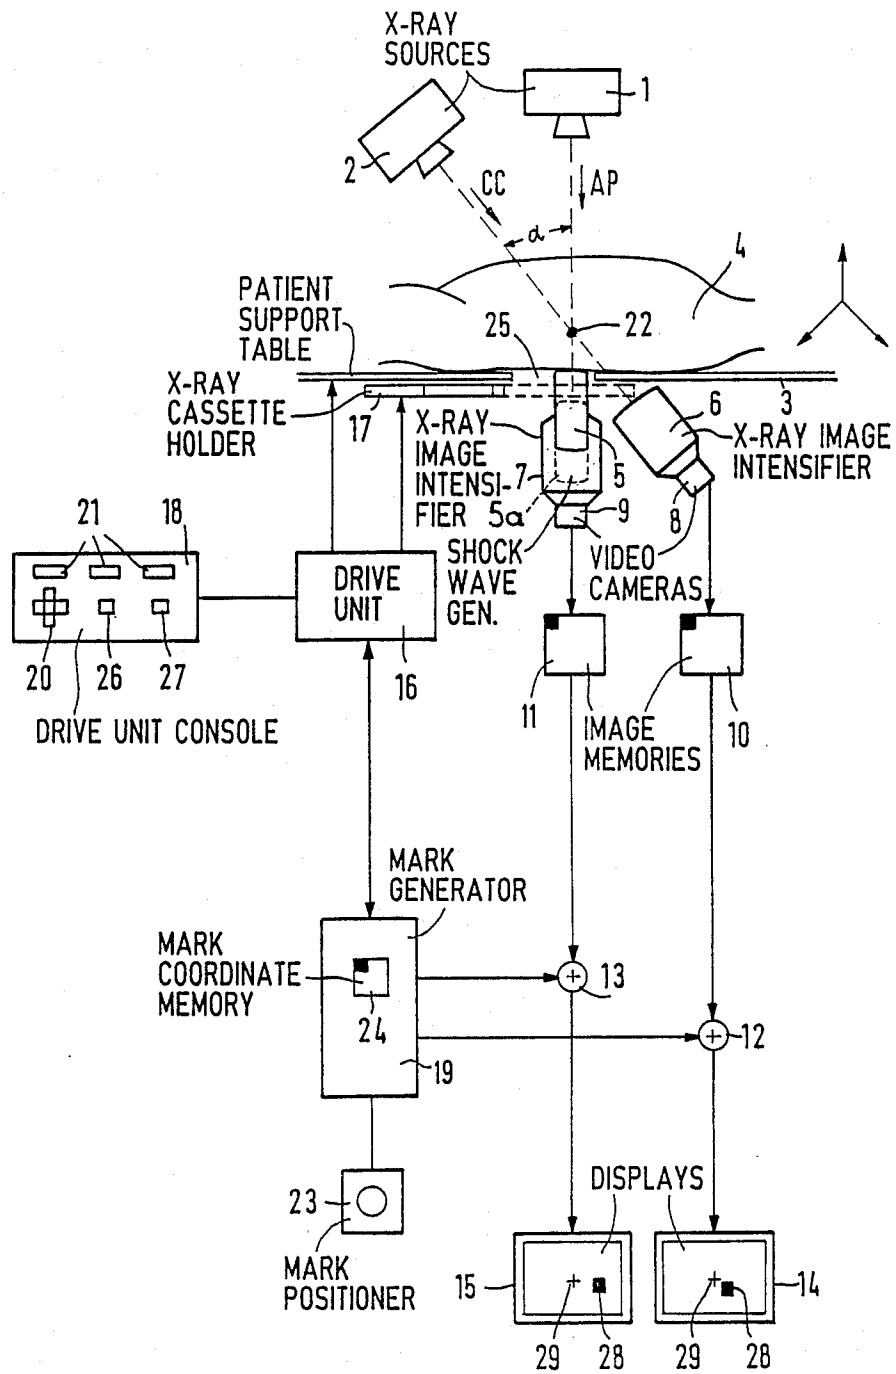 X-RAY
SOURCES
1
2
CC
AP
α
4
PATIENT
SUPPORT
TABLE
25
22
X-RAY
CASSETTE
HOLDER
17
3
6
X-RAY IMAGE
INTENSIFIER
X-RAY
IMAGE
INTENSI-
FIER
7
5
5a
9
8
SHOCK
WAVE
GEN.
VIDEO
CAMERAS
21
18
20
26
27
DRIVE UNIT CONSOLE
DRIVE
UNIT
16
11
IMAGE
MEMORIES
10
MARK
GENERATOR
MARK
COORDINATE
MEMORY
24
19
13
12
23
MARK
POSITIONER
DISPLAYS
15
14
29
28
29
28